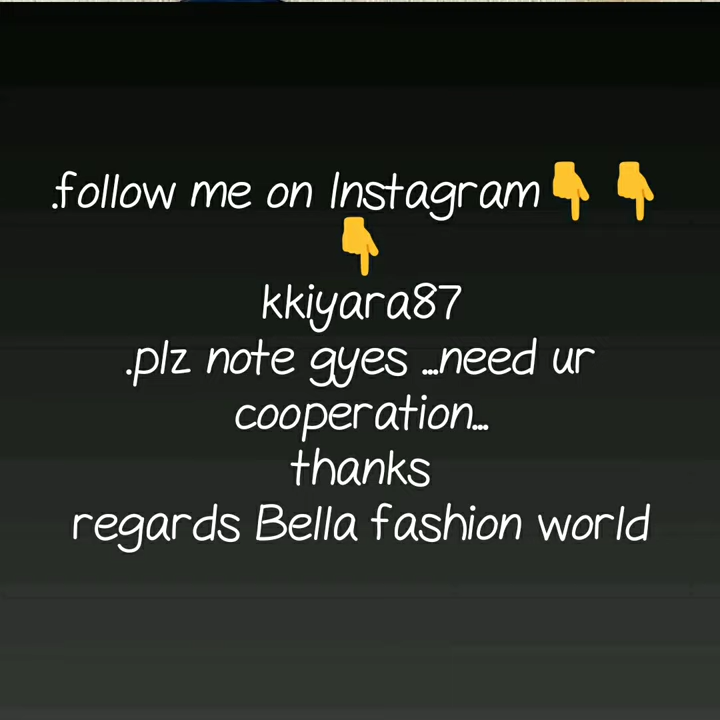 .follow me on Instagram👇👇
👇
kkiyara87
.plz note gyes ...need ur
cooperation...
thanks
regards Bella fashion world